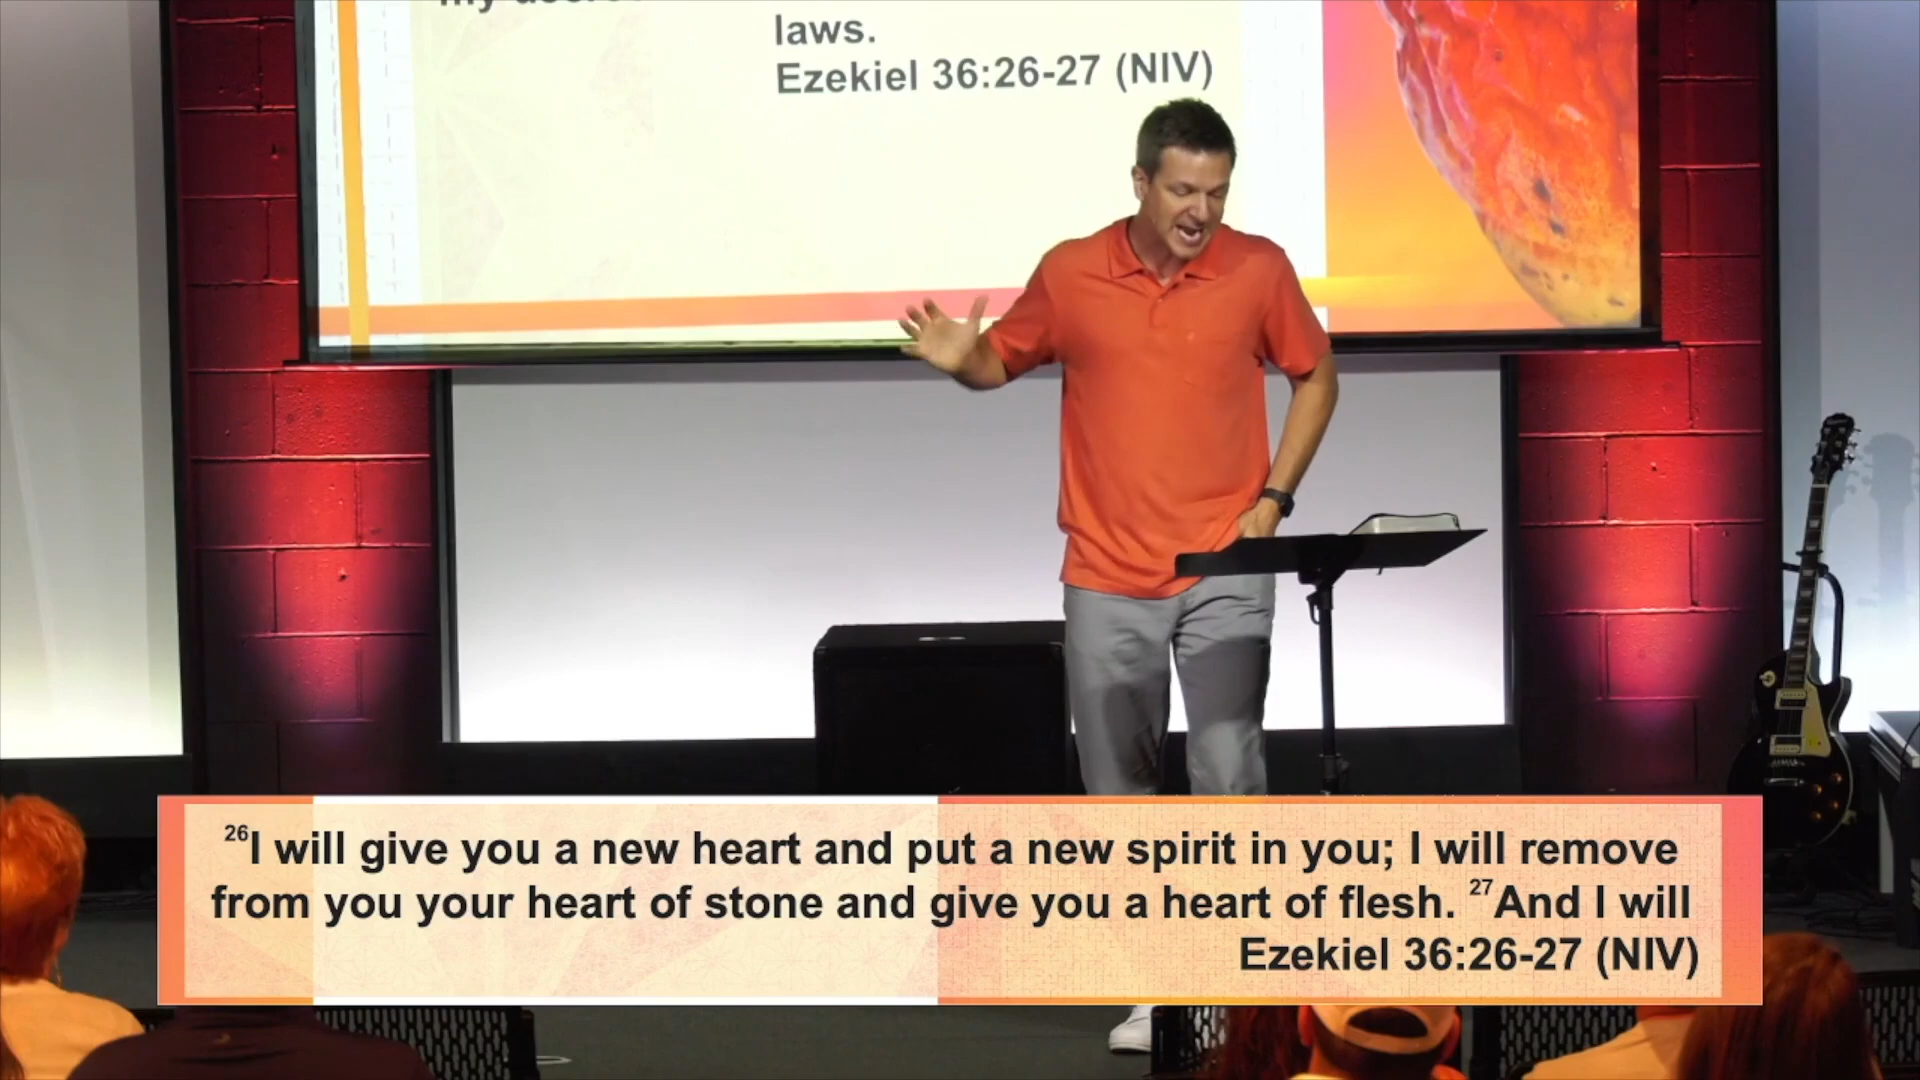 laws.
Ezekiel 36:26-27 (NIV)
26I will give you a new heart and put a new spirit in you; I will remove
from you your heart of stone and give you a heart of flesh. 27And I will
Ezekiel 36:26-27 (NIV)